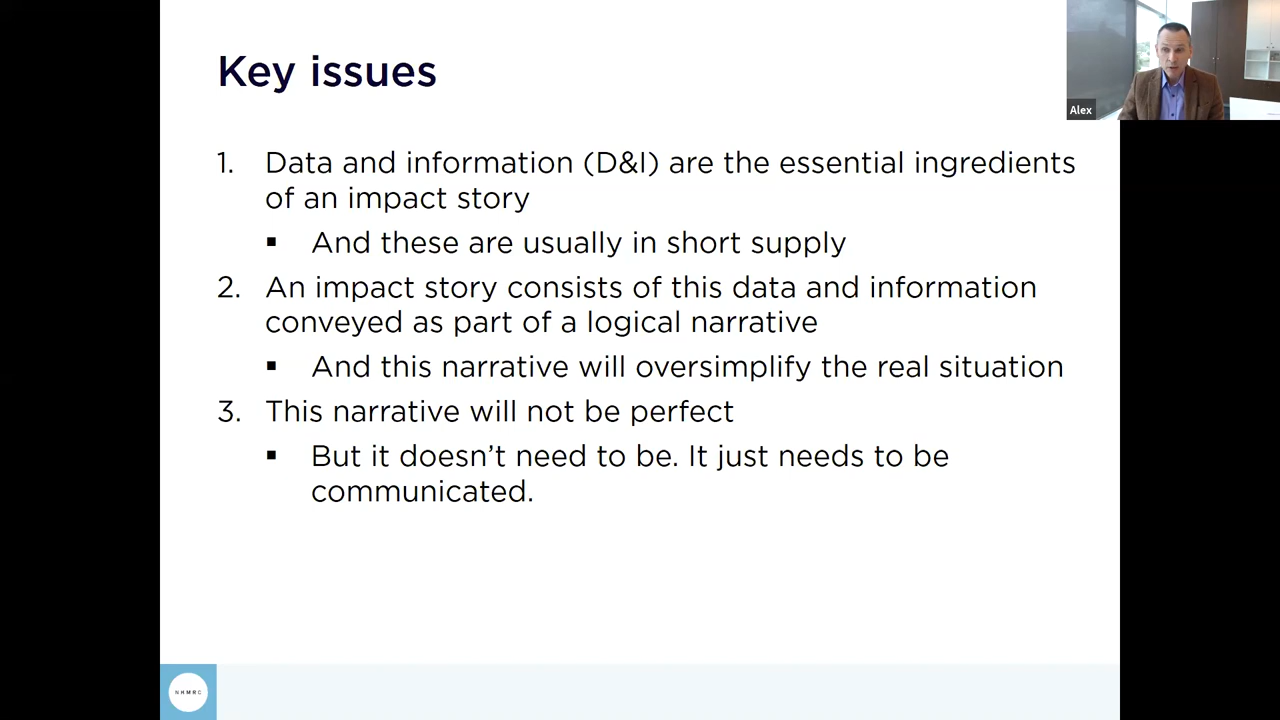 Key issues
Alex
1. Data and information (D&I) are the essential ingredients
of an impact story
▪ And these are usually in short supply
2. An impact story consists of this data and information
conveyed as part of a logical narrative
▪ And this narrative will oversimplify the real situation
3. This narrative will not be perfect
▪ But it doesn’t need to be. It just needs to be
communicated.
NHMRC